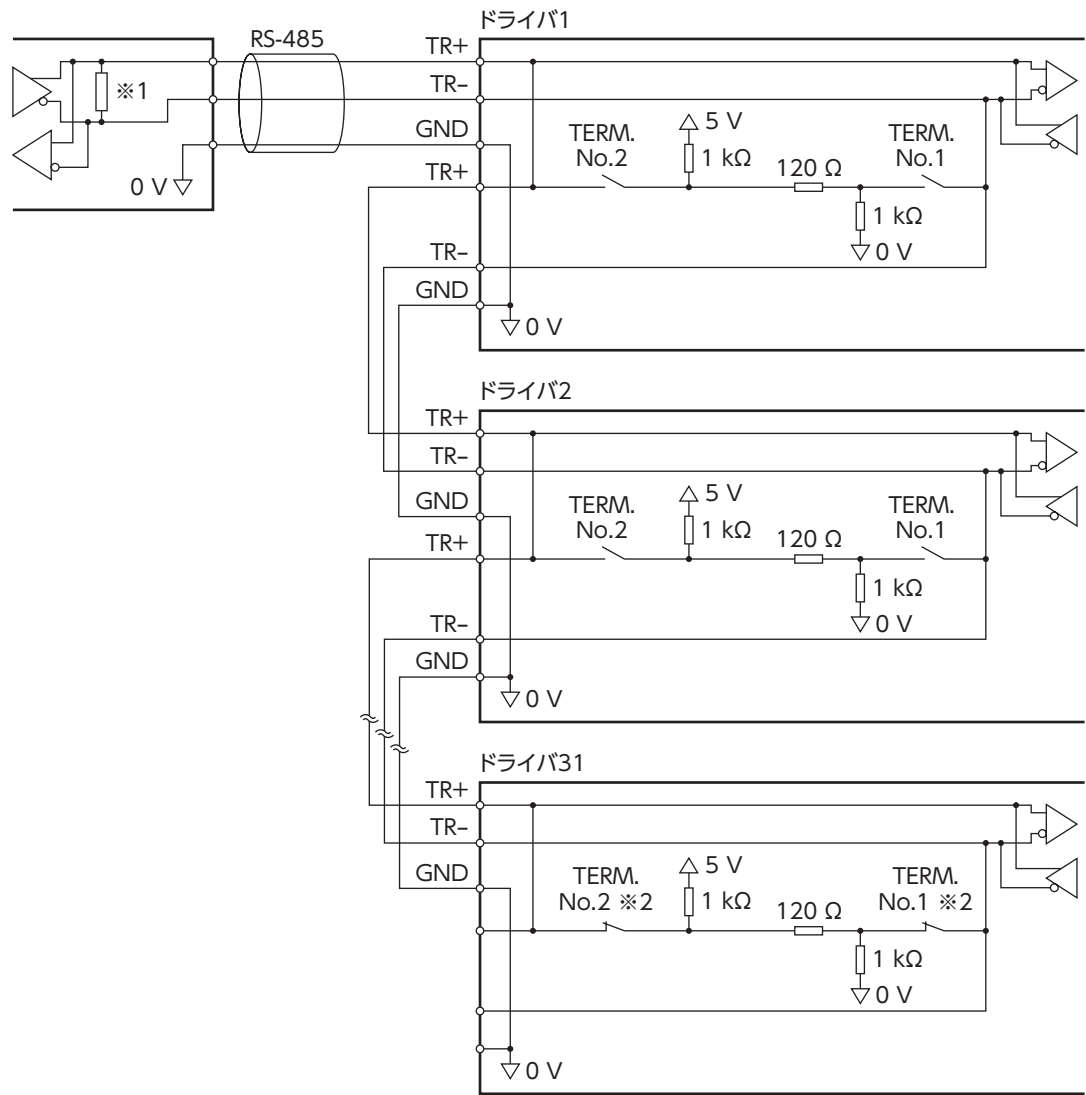 ドライバ1
RS-485
TR+
※1
TR–
GND
0 V
TR+
TERM.
No.2
5 V
1 kΩ
120 Ω
TERM.
No.1
1 kΩ
0 V
TR–
GND
0 V
ドライバ2
TR+
TR–
GND
TR+
TERM.
No.2
5 V
1 kΩ
120 Ω
TERM.
No.1
1 kΩ
0 V
TR–
GND
0 V
ドライバ31
TR+
TR–
GND
TERM.
No.2 ※2
5 V
1 kΩ
120 Ω
TERM.
No.1 ※2
1 kΩ
0 V
0 V